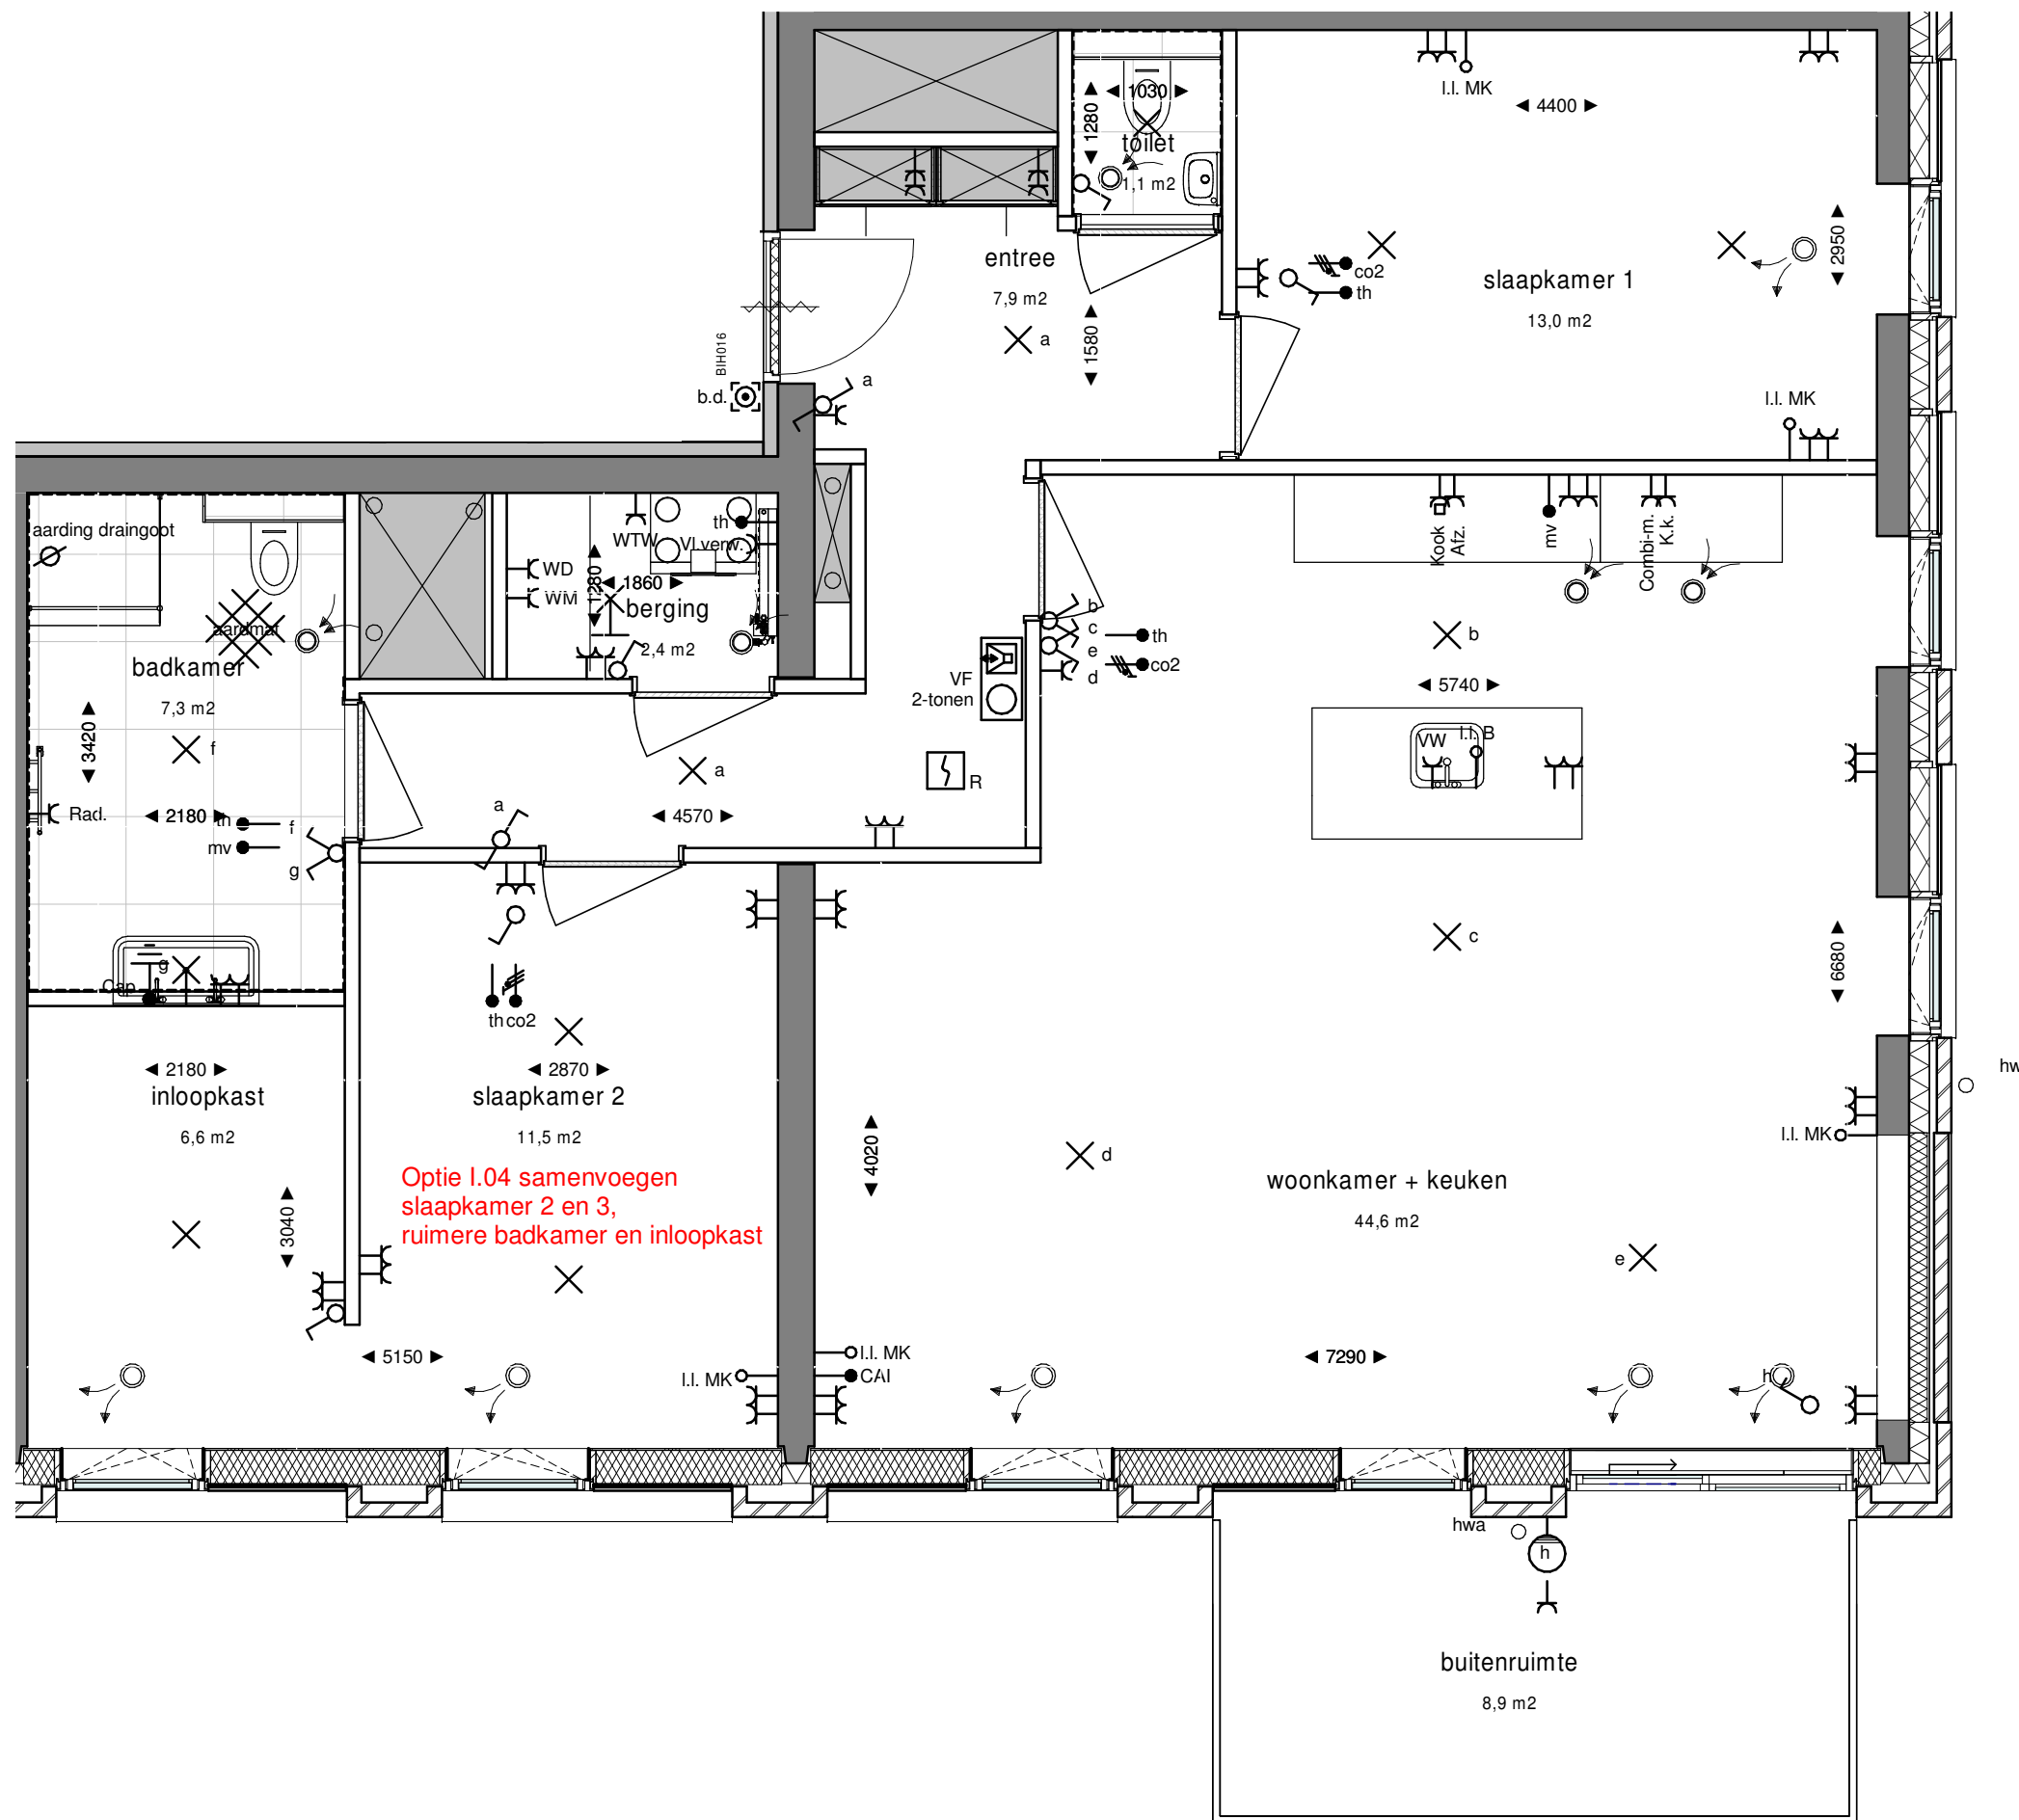 l.l. MK
◄ 4400 ►
◄ 1030 ►
◄ 1280 ►
toilet
1,1 m2
entree
7,9 m2
a
◄ 1580 ►
co2
th
slaapkamer 1
13,0 m2
◄ 2950 ►
BIH016
b.d.
a
l.l. MK
aarding draingoot
aardmat
badkamer
7,3 m2
◄ 3420 ►
f
Rad.
◄ 2180 ►
th
mv
f
g
g
Cap
WD
WM
WTW
Vl.verw.
th
◄ 1280 ►
◄ 1860 ►
berging
2,4 m2
a
a
◄ 4570 ►
VF
2-tonen
R
b
c
e
d
th
co2
Kook
Afz.
mv
Combi-m.
K.k.
b
◄ 5740 ►
VW
l.l. B
c
◄ 6680 ►
hw
l.l. MK
th
co2
◄ 2180 ►
inloopkast
6,6 m2
◄ 3040 ►
◄ 2870 ►
slaapkamer 2
11,5 m2
Optie I.04 samenvoegen
slaapkamer 2 en 3,
ruimere badkamer en inloopkast
◄ 4020 ►
d
woonkamer + keuken
44,6 m2
e
◄ 5150 ►
l.l. MK
l.l. MK
CAI
◄ 7290 ►
h
hwa
h
buitenruimte
8,9 m2